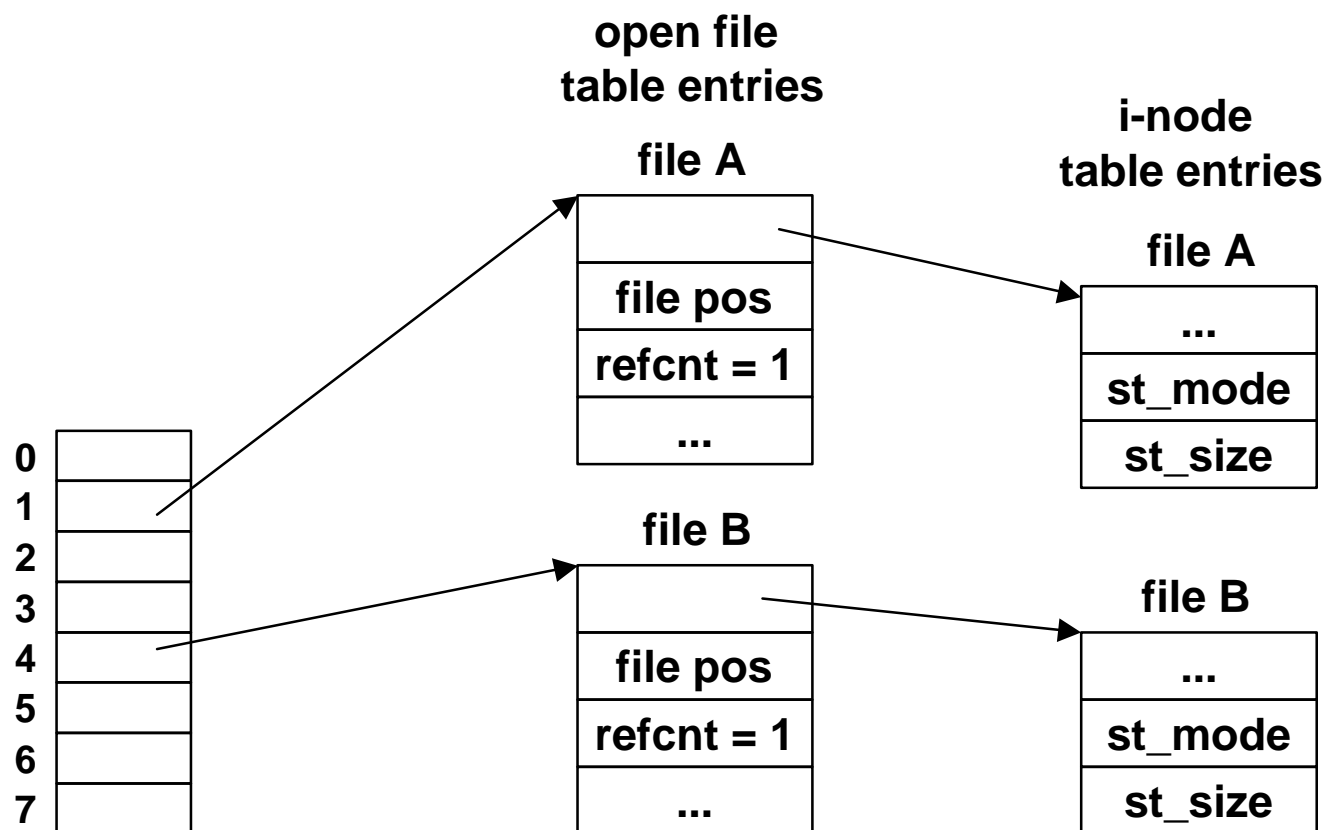 open file
table entries
file A
file pos
refcnt = 1
...
i-node
table entries
file A
...
st_mode
st_size
0
1
2
3
4
5
6
7
file B
file pos
refcnt = 1
...
file B
...
st_mode
st_size